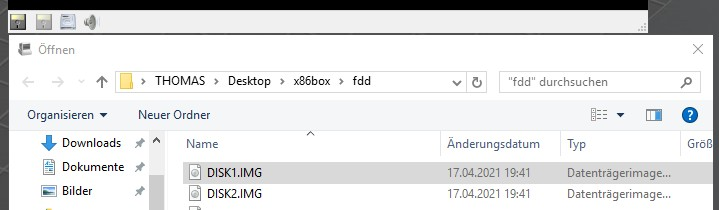 Öffnen
THOMAS > Desktop > x86box > fdd
"fdd" durchsuchen
Organisieren Neuer Ordner
Name Änderungsdatum Typ Größ
Downloads
Dokumente
Bilder
DISK1.IMG 17.04.2021 19:41 Datenträgerimage...
DISK2.IMG 17.04.2021 19:41 Datenträgerimage...